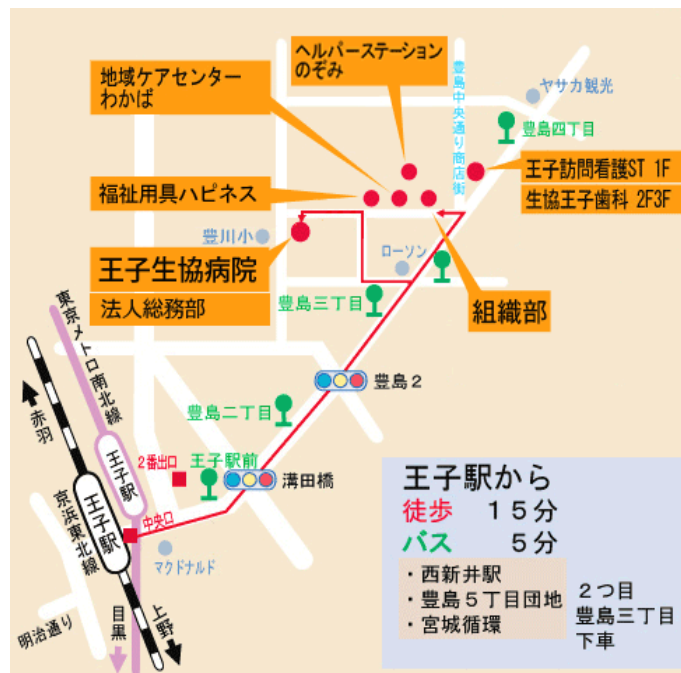 ヘルパーステーション
のぞみ
地域ケアセンター
わかば
福祉用具ハピネス
王子生協病院
法人総務部
豊島中央通り商店街
ヤサカ観光
豊島四丁目
王子訪問看護ST 1F
生協王子歯科 2F3F
豊川小
ローソン
組織部
豊島三丁目
豊島2
豊島二丁目
東京メトロ南北線
赤羽
2番出口
王子駅前
溝田橋
王子駅
王子駅
京浜東北線
中央口
マクドナルド
明治通り
目黒
上野
王子駅から
徒歩 15分
バス 5分
・西新井駅
・豊島5丁目団地
・宮城循環
2つ目
豊島三丁目
下車